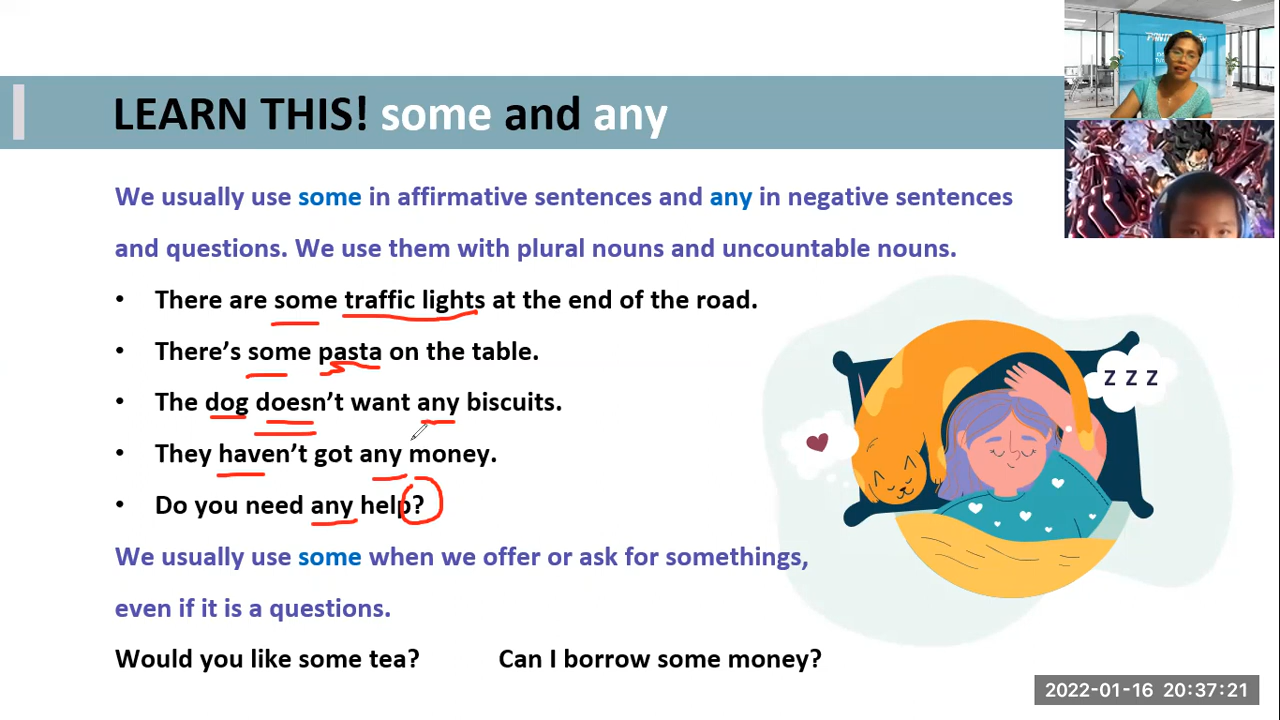 LEARN THIS! some and any
We usually use some in affirmative sentences and any in negative sentences
and questions. We use them with plural nouns and uncountable nouns.
• There are some traffic lights at the end of the road.
• There's some pasta on the table.
• The dog doesn't want any biscuits.
• They haven't got any money.
• Do you need any help?
Z Z Z
We usually use some when we offer or ask for somethings,
even if it is a questions.
Would you like some tea? Can I borrow some money?
2022-01-16 20:37:21